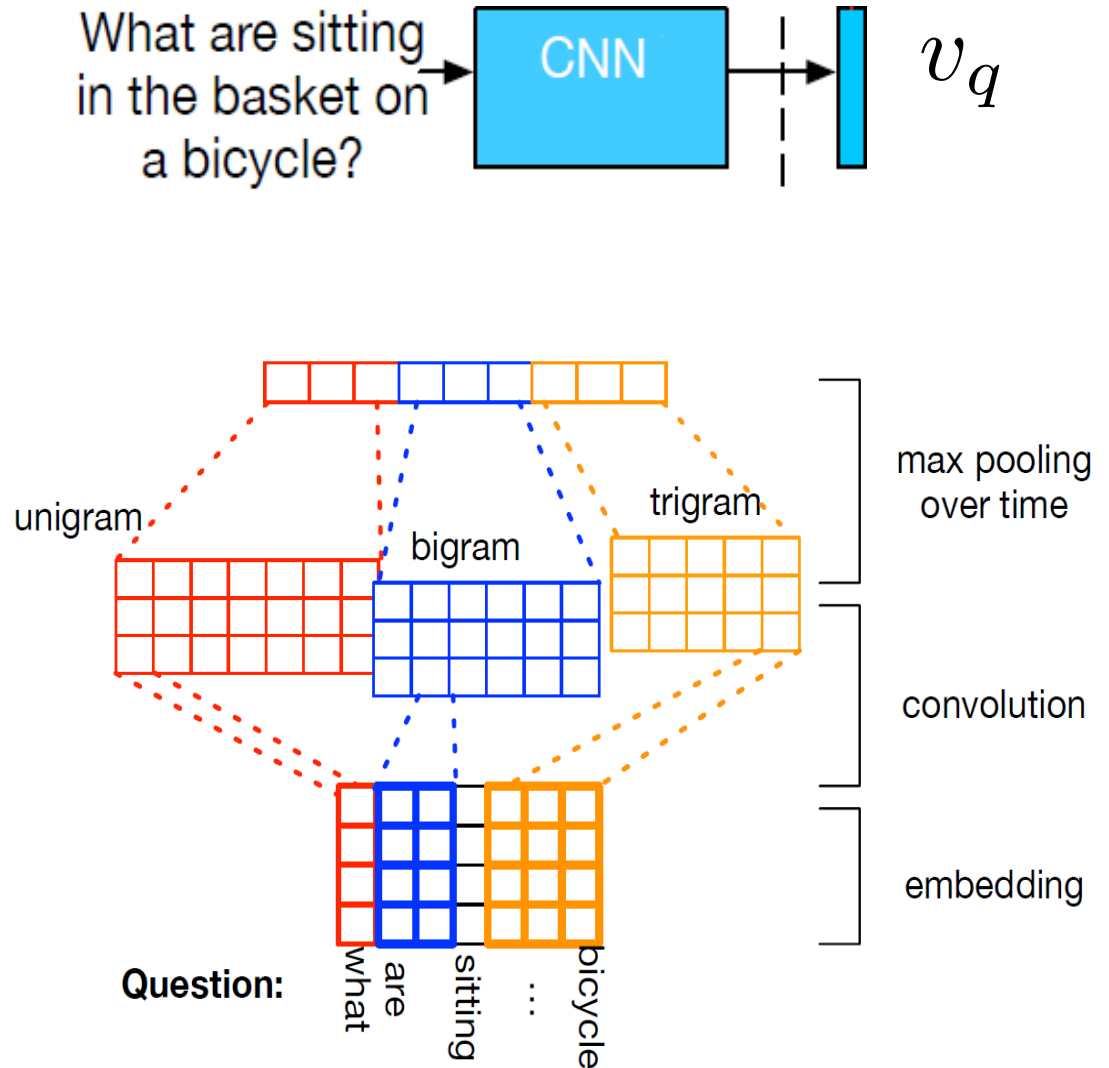 What are sitting
in the basket on
a bicycle?
CNN
v_q
max pooling
over time
unigram
bigram
trigram
convolution
embedding
Question:
what
are
sitting
...
bicycle